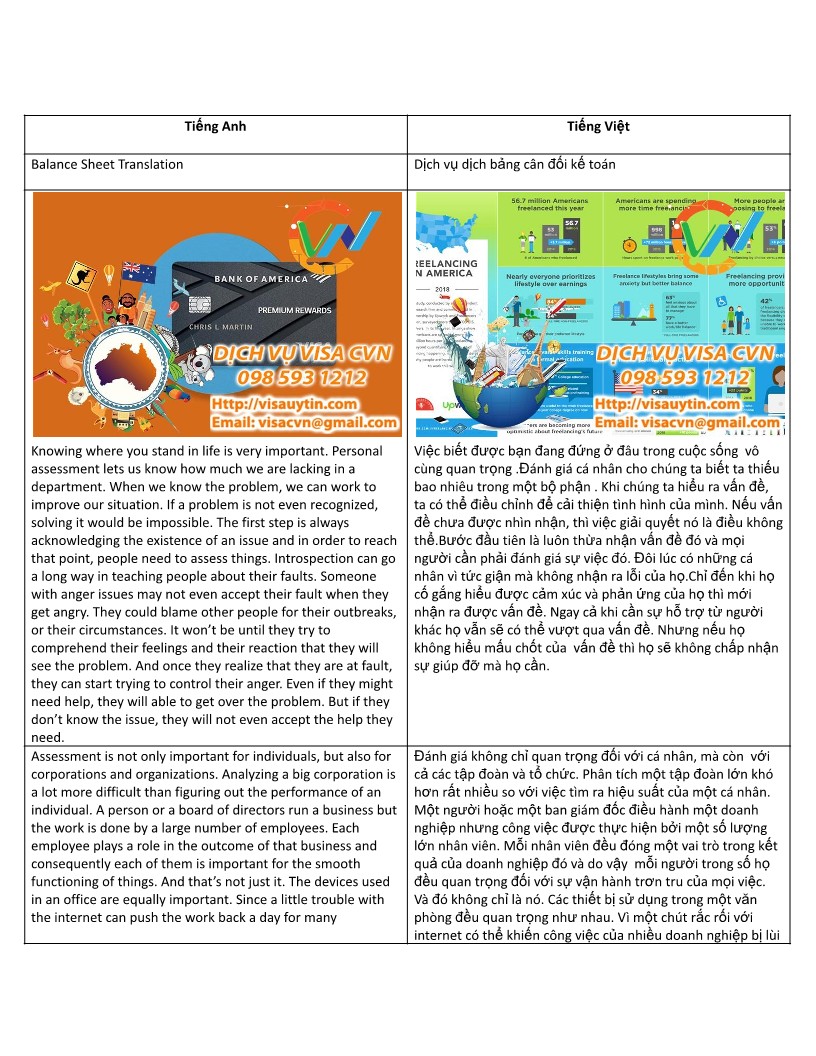 Tiếng Anh
Tiếng Việt
Balance Sheet Translation
Dịch vụ dịch bảng cân đối kế toán
BANK OF AMERICA
PREMIUM REWARDS
CHRIS L MARTIN
DỊCH VỤ VISA CVN
098 593 1212
Http://visauytin.com
Email: visacvn@gmail.com
56.7 million Americans
freelanced this year
Americans are spending
more time freelancing
More people are
53
56.7
998
53%
REELANCING
N AMERICA
2018
Nearly everyone prioritizes
lifestyle over earnings
Freelance lifestyles bring some
anxiety but better balance
Freelancing provi
more opportunit
63%
77%
42%
skills training
DỊCH VỤ VISA CVN
098 593 1212
Http://visauytin.com
Email: visacvn@gmail.com
ers are becoming more
optimistic about freelancing's future
Knowing where you stand in life is very important. Personal
assessment lets us know how much we are lacking in a
department. When we know the problem, we can work to
improve our situation. If a problem is not even recognized,
solving it would be impossible. The first step is always
acknowledging the existence of an issue and in order to reach
that point, people need to assess things. Introspection can go
a long way in teaching people about their faults. Someone
with anger issues may not even accept their fault when they
get angry. They could blame other people for their outbreaks,
or their circumstances. It won't be until they try to
comprehend their feelings and their reaction that they will
see the problem. And once they realize that they are at fault,
they can start trying to control their anger. Even if they might
need help, they will able to get over the problem. But if they
don't know the issue, they will not even accept the help they
need.
Việc biết được bạn đang đứng ở đâu trong cuộc sống  vô
cùng quan trọng .Đánh giá cá nhân cho chúng ta biết ta thiếu
bao nhiêu trong một bộ phận . Khi chúng ta hiểu ra vấn đề,
ta có thể điều chỉnh để cải thiện tình hình của mình. Nếu vấn
đề chưa được nhìn nhận, thì việc giải quyết nó là điều không
thể.Bước đầu tiên là luôn thừa nhận vấn đề đó và mọi
người cần phải đánh giá sự việc đó. Đôi lúc có những cá
nhân vì tức giận mà không nhận ra lỗi của họ.Chỉ đến khi họ
cố gắng hiểu được cảm xúc và phản ứng của họ thì mới
nhận ra được vấn đề. Ngay cả khi cần sự hỗ trợ từ người
khác họ vẫn sẽ có thể vượt qua vấn đề. Nhưng nếu họ
không hiểu mấu chốt của  vấn đề thì họ sẽ không chấp nhận
sự giúp đỡ mà họ cần.
Assessment is not only important for individuals, but also for
corporations and organizations. Analyzing a big corporation is
a lot more difficult than figuring out the performance of an
individual. A person or a board of directors run a business but
the work is done by a large number of employees. Each
employee plays a role in the outcome of that business and
consequently each of them is important for the smooth
functioning of things. And that's not just it. The devices used
in an office are equally important. Since a little trouble with
the internet can push the work back a day for many
Đánh giá không chỉ quan trọng đối với cá nhân, mà còn  với
cả các tập đoàn và tổ chức. Phân tích một tập đoàn lớn khó
hơn rất nhiều so với việc tìm ra hiệu suất của một cá nhân.
Một người hoặc một ban giám đốc điều hành một doanh
nghiệp nhưng công việc được thực hiện bởi một số lượng
lớn nhân viên. Mỗi nhân viên đều đóng một vai trò trong kết
quả của doanh nghiệp đó và do vậy  mỗi người trong số họ
đều quan trọng đối với sự vận hành trơn tru của mọi việc.
Và đó không chỉ là nó. Các thiết bị sử dụng trong một văn
phòng đều quan trọng như nhau. Vì một chút rắc rối với
internet có thể khiến công việc của nhiều doanh nghiệp bị lùi